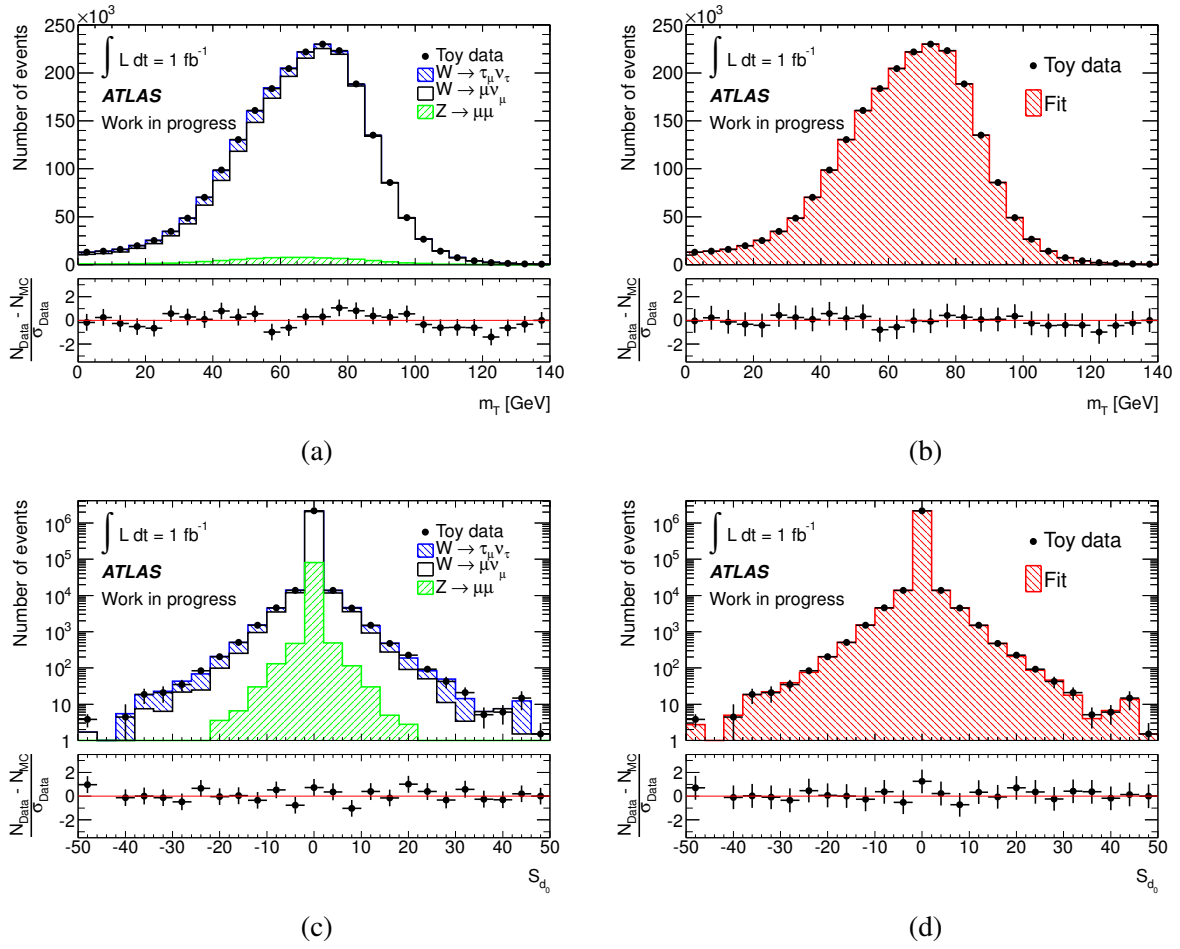 ×10³
250
200
150
100
50
0
Number of events
∫ L dt = 1 fb⁻¹
ATLAS
Work in progress
Toy data
W → τ_μ ν_τ
W → μν_μ
Z → μμ
N_Data - N_MC
σ_Data
2
0
-2
0 20 40 60 80 100 120 140
m_T [GeV]
(a)
×10³
250
200
150
100
50
0
Number of events
∫ L dt = 1 fb⁻¹
ATLAS
Work in progress
Toy data
Fit
N_Data - N_MC
σ_Data
2
0
-2
0 20 40 60 80 100 120 140
m_T [GeV]
(b)
Number of events
10⁶
10⁵
10⁴
10³
10²
10
1
∫ L dt = 1 fb⁻¹
ATLAS
Work in progress
Toy data
W → τ_μ ν_τ
W → μν_μ
Z → μμ
N_Data - N_MC
σ_Data
2
0
-2
-50 -40 -30 -20 -10 0 10 20 30 40 50
S_d₀
(c)
Number of events
10⁶
10⁵
10⁴
10³
10²
10
1
∫ L dt = 1 fb⁻¹
ATLAS
Work in progress
Toy data
Fit
N_Data - N_MC
σ_Data
2
0
-2
-50 -40 -30 -20 -10 0 10 20 30 40 50
S_d₀
(d)